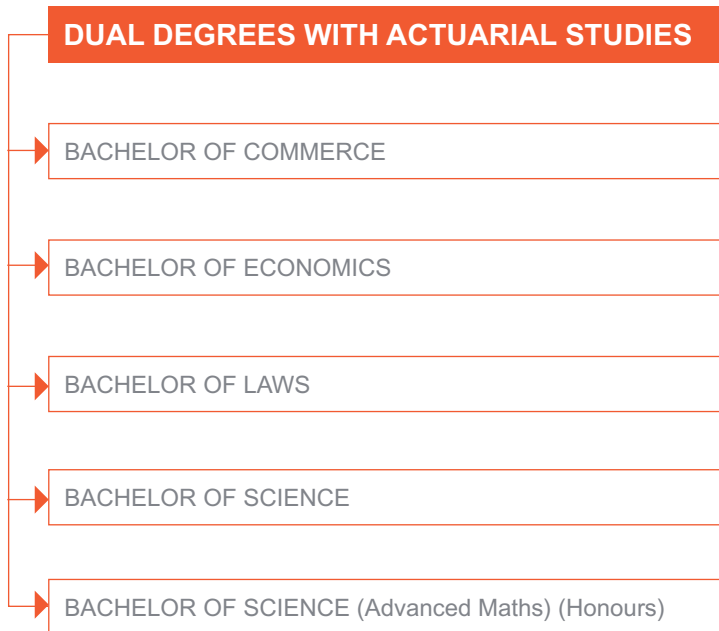 DUAL DEGREES WITH ACTUARIAL STUDIES
BACHELOR OF COMMERCE
BACHELOR OF ECONOMICS
BACHELOR OF LAWS
BACHELOR OF SCIENCE
BACHELOR OF SCIENCE (Advanced Maths) (Honours)